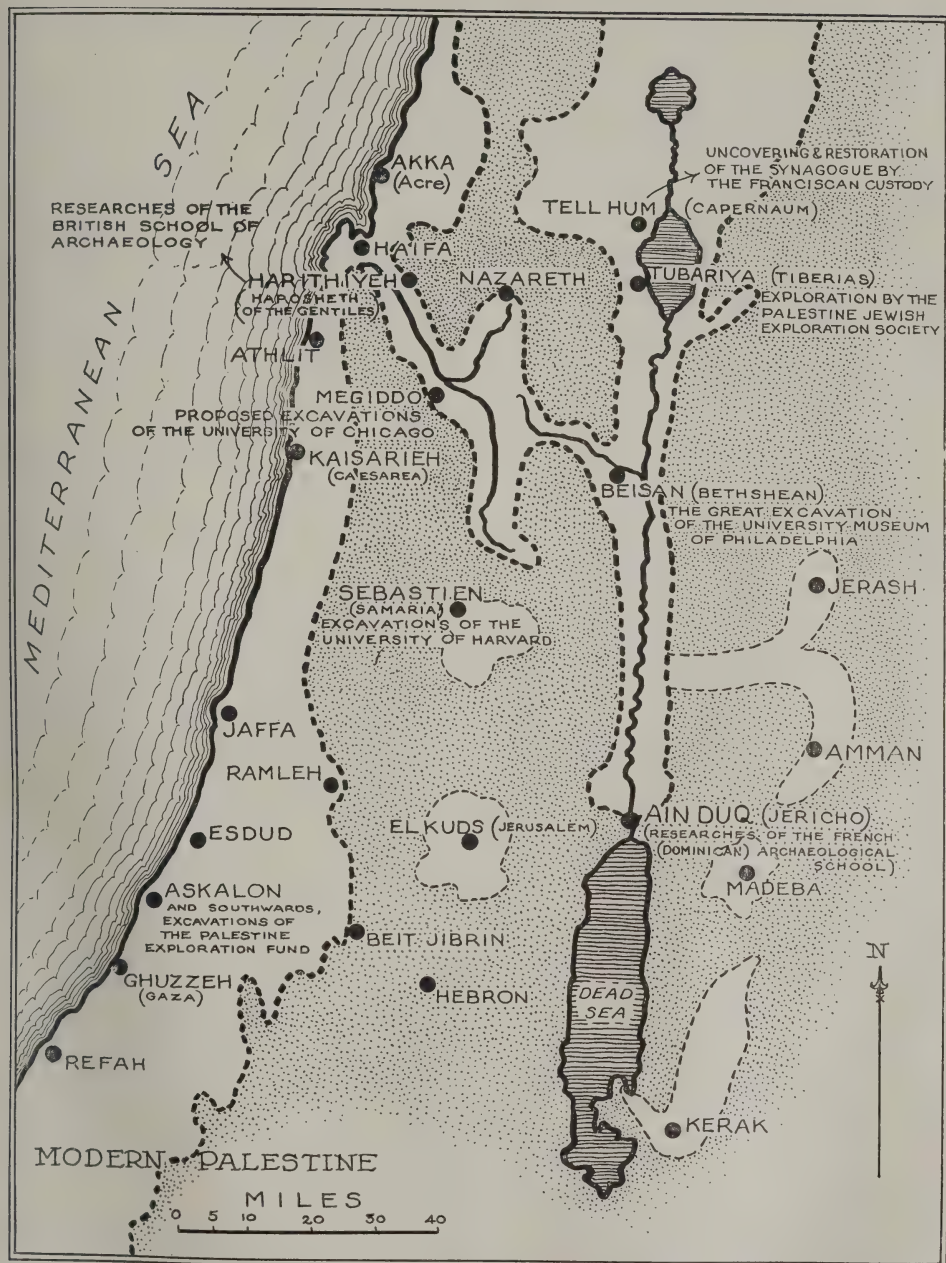 MEDITERRANEAN SEA
AKKA
(Acre)
RESEARCHES OF THE
BRITISH SCHOOL OF
ARCHAEOLOGY
HAIFA
HARITHIYEH
(HAROSHETH
OF THE GENTILES)
NAZARETH
ATHLIT
UNCOVERING & RESTORATION
OF THE SYNAGOGUE BY
THE FRANCISCAN CUSTODY
TELL HUM (CAPERNAUM)
TUBARIYA (TIBERIAS)
EXPLORATION BY THE
PALESTINE JEWISH
EXPLORATION SOCIETY
MEGIDDO
PROPOSED EXCAVATIONS
OF THE UNIVERSITY OF CHICAGO
KAISARIEH
(CAESAREA)
BEISAN (BETHSHEAN)
THE GREAT EXCAVATION
OF THE UNIVERSITY MUSEUM
OF PHILADELPHIA
JERASH
SEBASTIEN
(SAMARIA)
EXCAVATIONS OF THE
UNIVERSITY OF HARVARD
JAFFA
AMMAN
RAMLEH
ESDUD
EL KUDS (JERUSALEM)
AIN DUQ (JERICHO)
(RESEARCHES OF THE FRENCH
(DOMINICAN) ARCHAEOLOGICAL
SCHOOL)
MADEBA
ASKALON
AND SOUTHWARDS,
EXCAVATIONS OF
THE PALESTINE
EXPLORATION FUND
BEIT JIBRIN
GHUZZEH
(GAZA)
HEBRON
DEAD
SEA
N
REFAH
KERAK
MODERN PALESTINE
MILES
0 5 10 20 30 40